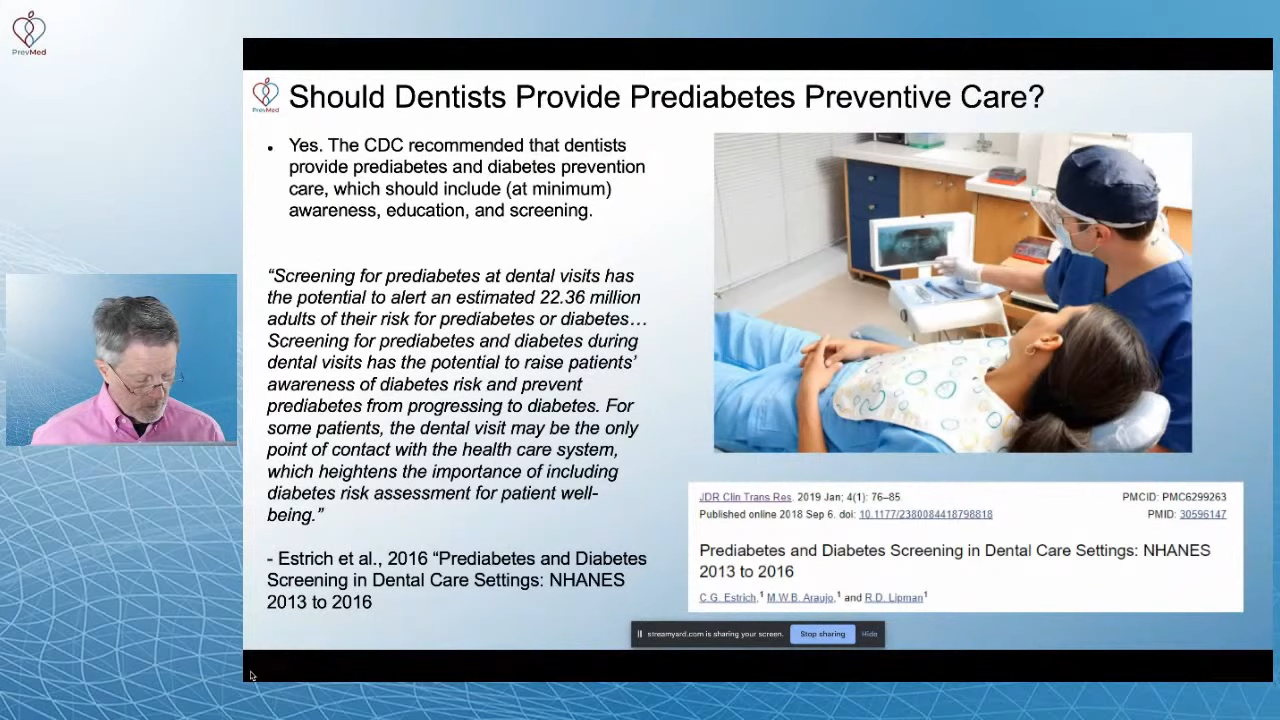 PrevMed
PrevMed
Should Dentists Provide Prediabetes Preventive Care?
• Yes. The CDC recommended that dentists
provide prediabetes and diabetes prevention
care, which should include (at minimum)
awareness, education, and screening.
“Screening for prediabetes at dental visits has
the potential to alert an estimated 22.36 million
adults of their risk for prediabetes or diabetes…
Screening for prediabetes and diabetes during
dental visits has the potential to raise patients’
awareness of diabetes risk and prevent
prediabetes from progressing to diabetes. For
some patients, the dental visit may be the only
point of contact with the health care system,
which heightens the importance of including
diabetes risk assessment for patient well-
being.”
- Estrich et al., 2016 “Prediabetes and Diabetes
Screening in Dental Care Settings: NHANES
2013 to 2016
JDR Clin Trans Res. 2019 Jan; 4(1): 76–85. PMCID: PMC6299263
Published online 2018 Sep 6. doi: 10.1177/2380084418798818 PMID: 30596147
Prediabetes and Diabetes Screening in Dental Care Settings: NHANES
2013 to 2016
C.G. Estrich,1 M.W.B. Araujo,1 and R.D. Lipman1
streamyard.com is sharing your screen. Stop sharing Hide